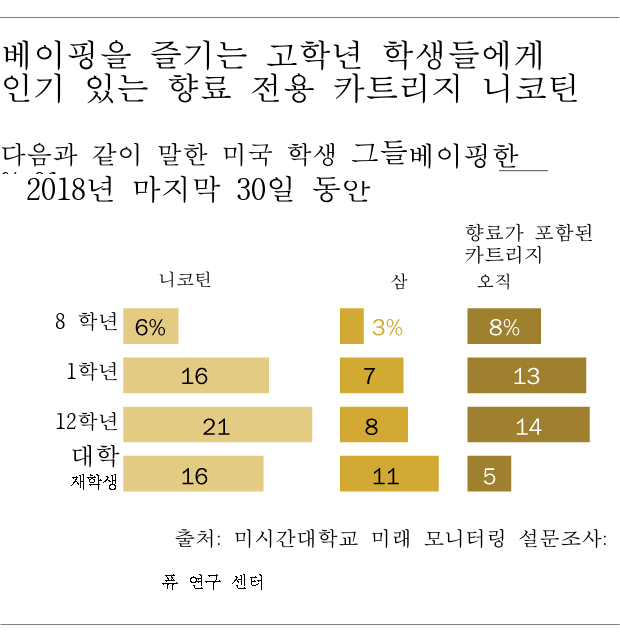 베이핑을 즐기는 고학년 학생들에게
인기 있는 향료 전용 카트리지 니코틴
다음과 같이 말한 미국 학생 그들베이핑한
2018년 마지막 30일 동안
향료가 포함된
카트리지
니코틴 삼 오직
8 학년 6% 3% 8%
1학년 16 7 13
12학년 21 8 14
대학
재학생 16 11 5
출처: 미시간대학교 미래 모니터링 설문조사:
퓨 연구 센터